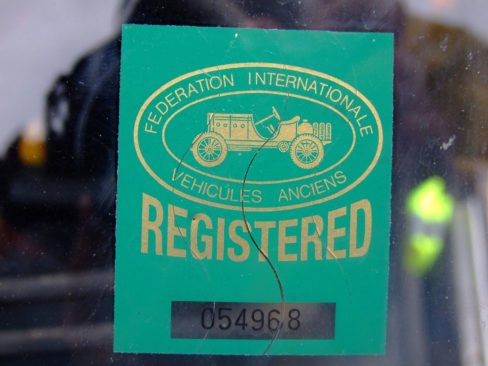 FEDERATION INTERNATIONALE
VEHICULES ANCIENS
REGISTERED
054968